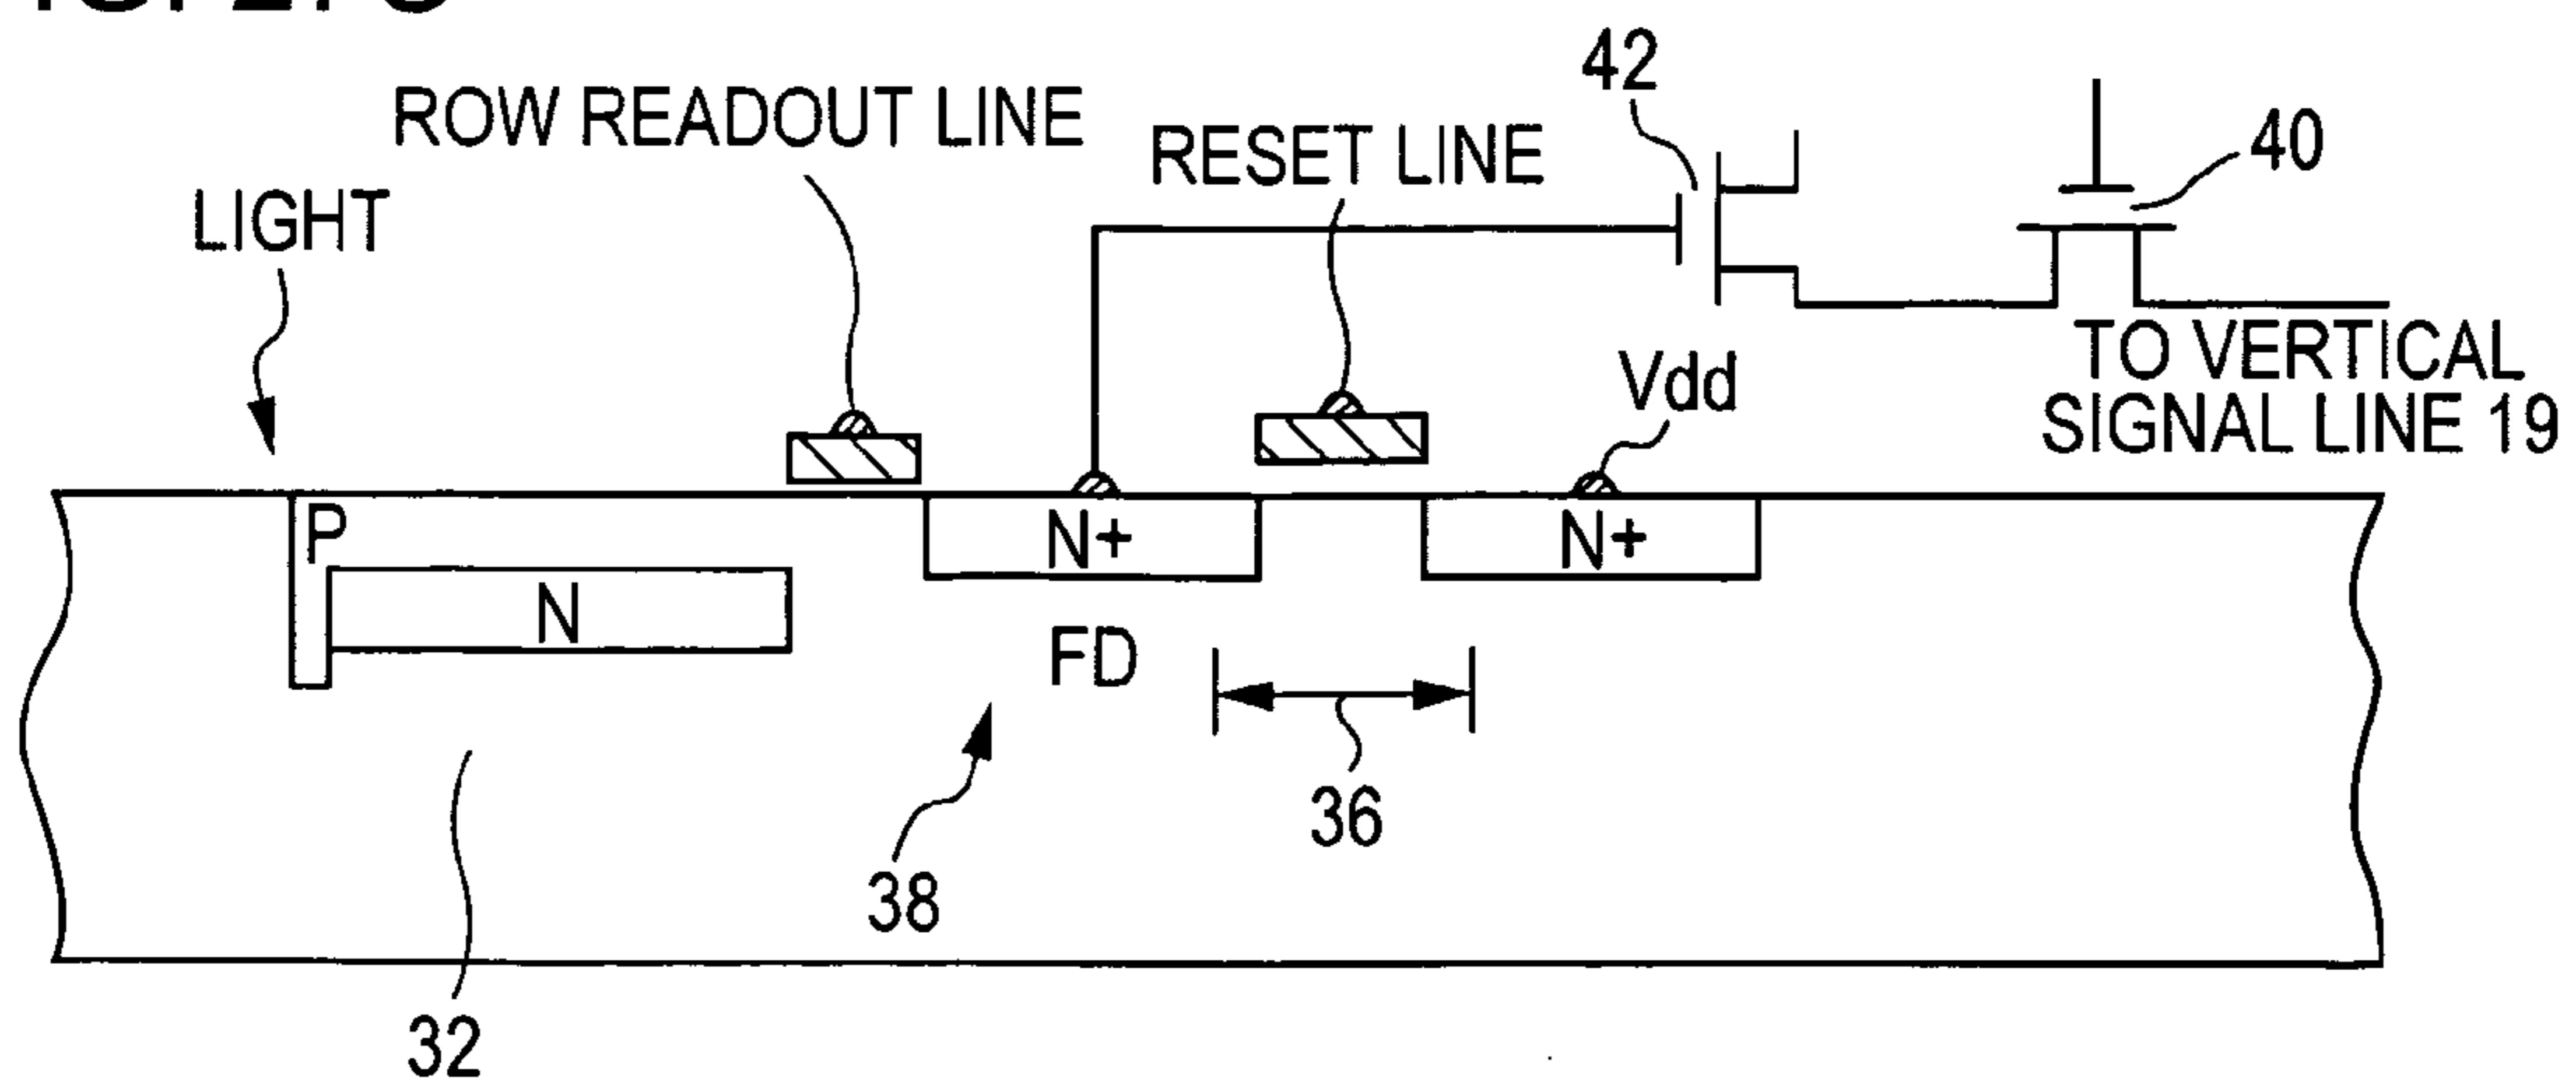 42
ROW READOUT LINE
40
RESET LINE
LIGHT
Vdd
TO VERTICAL
SIGNAL LINE 19
P
N+
N+
N
FD
36
38
32